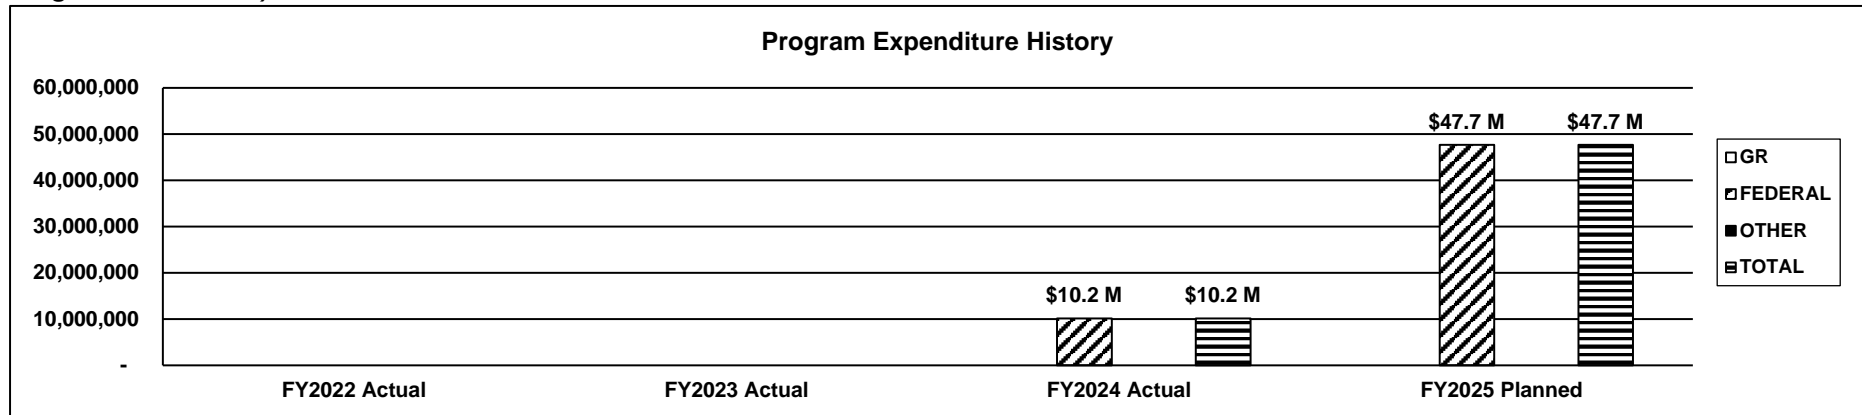 Program Expenditure History
60,000,000
50,000,000
40,000,000
30,000,000
20,000,000
10,000,000
-
$10.2 M
$10.2 M
$47.7 M
$47.7 M
FY2022 Actual
FY2023 Actual
FY2024 Actual
FY2025 Planned
GR
FEDERAL
OTHER
TOTAL